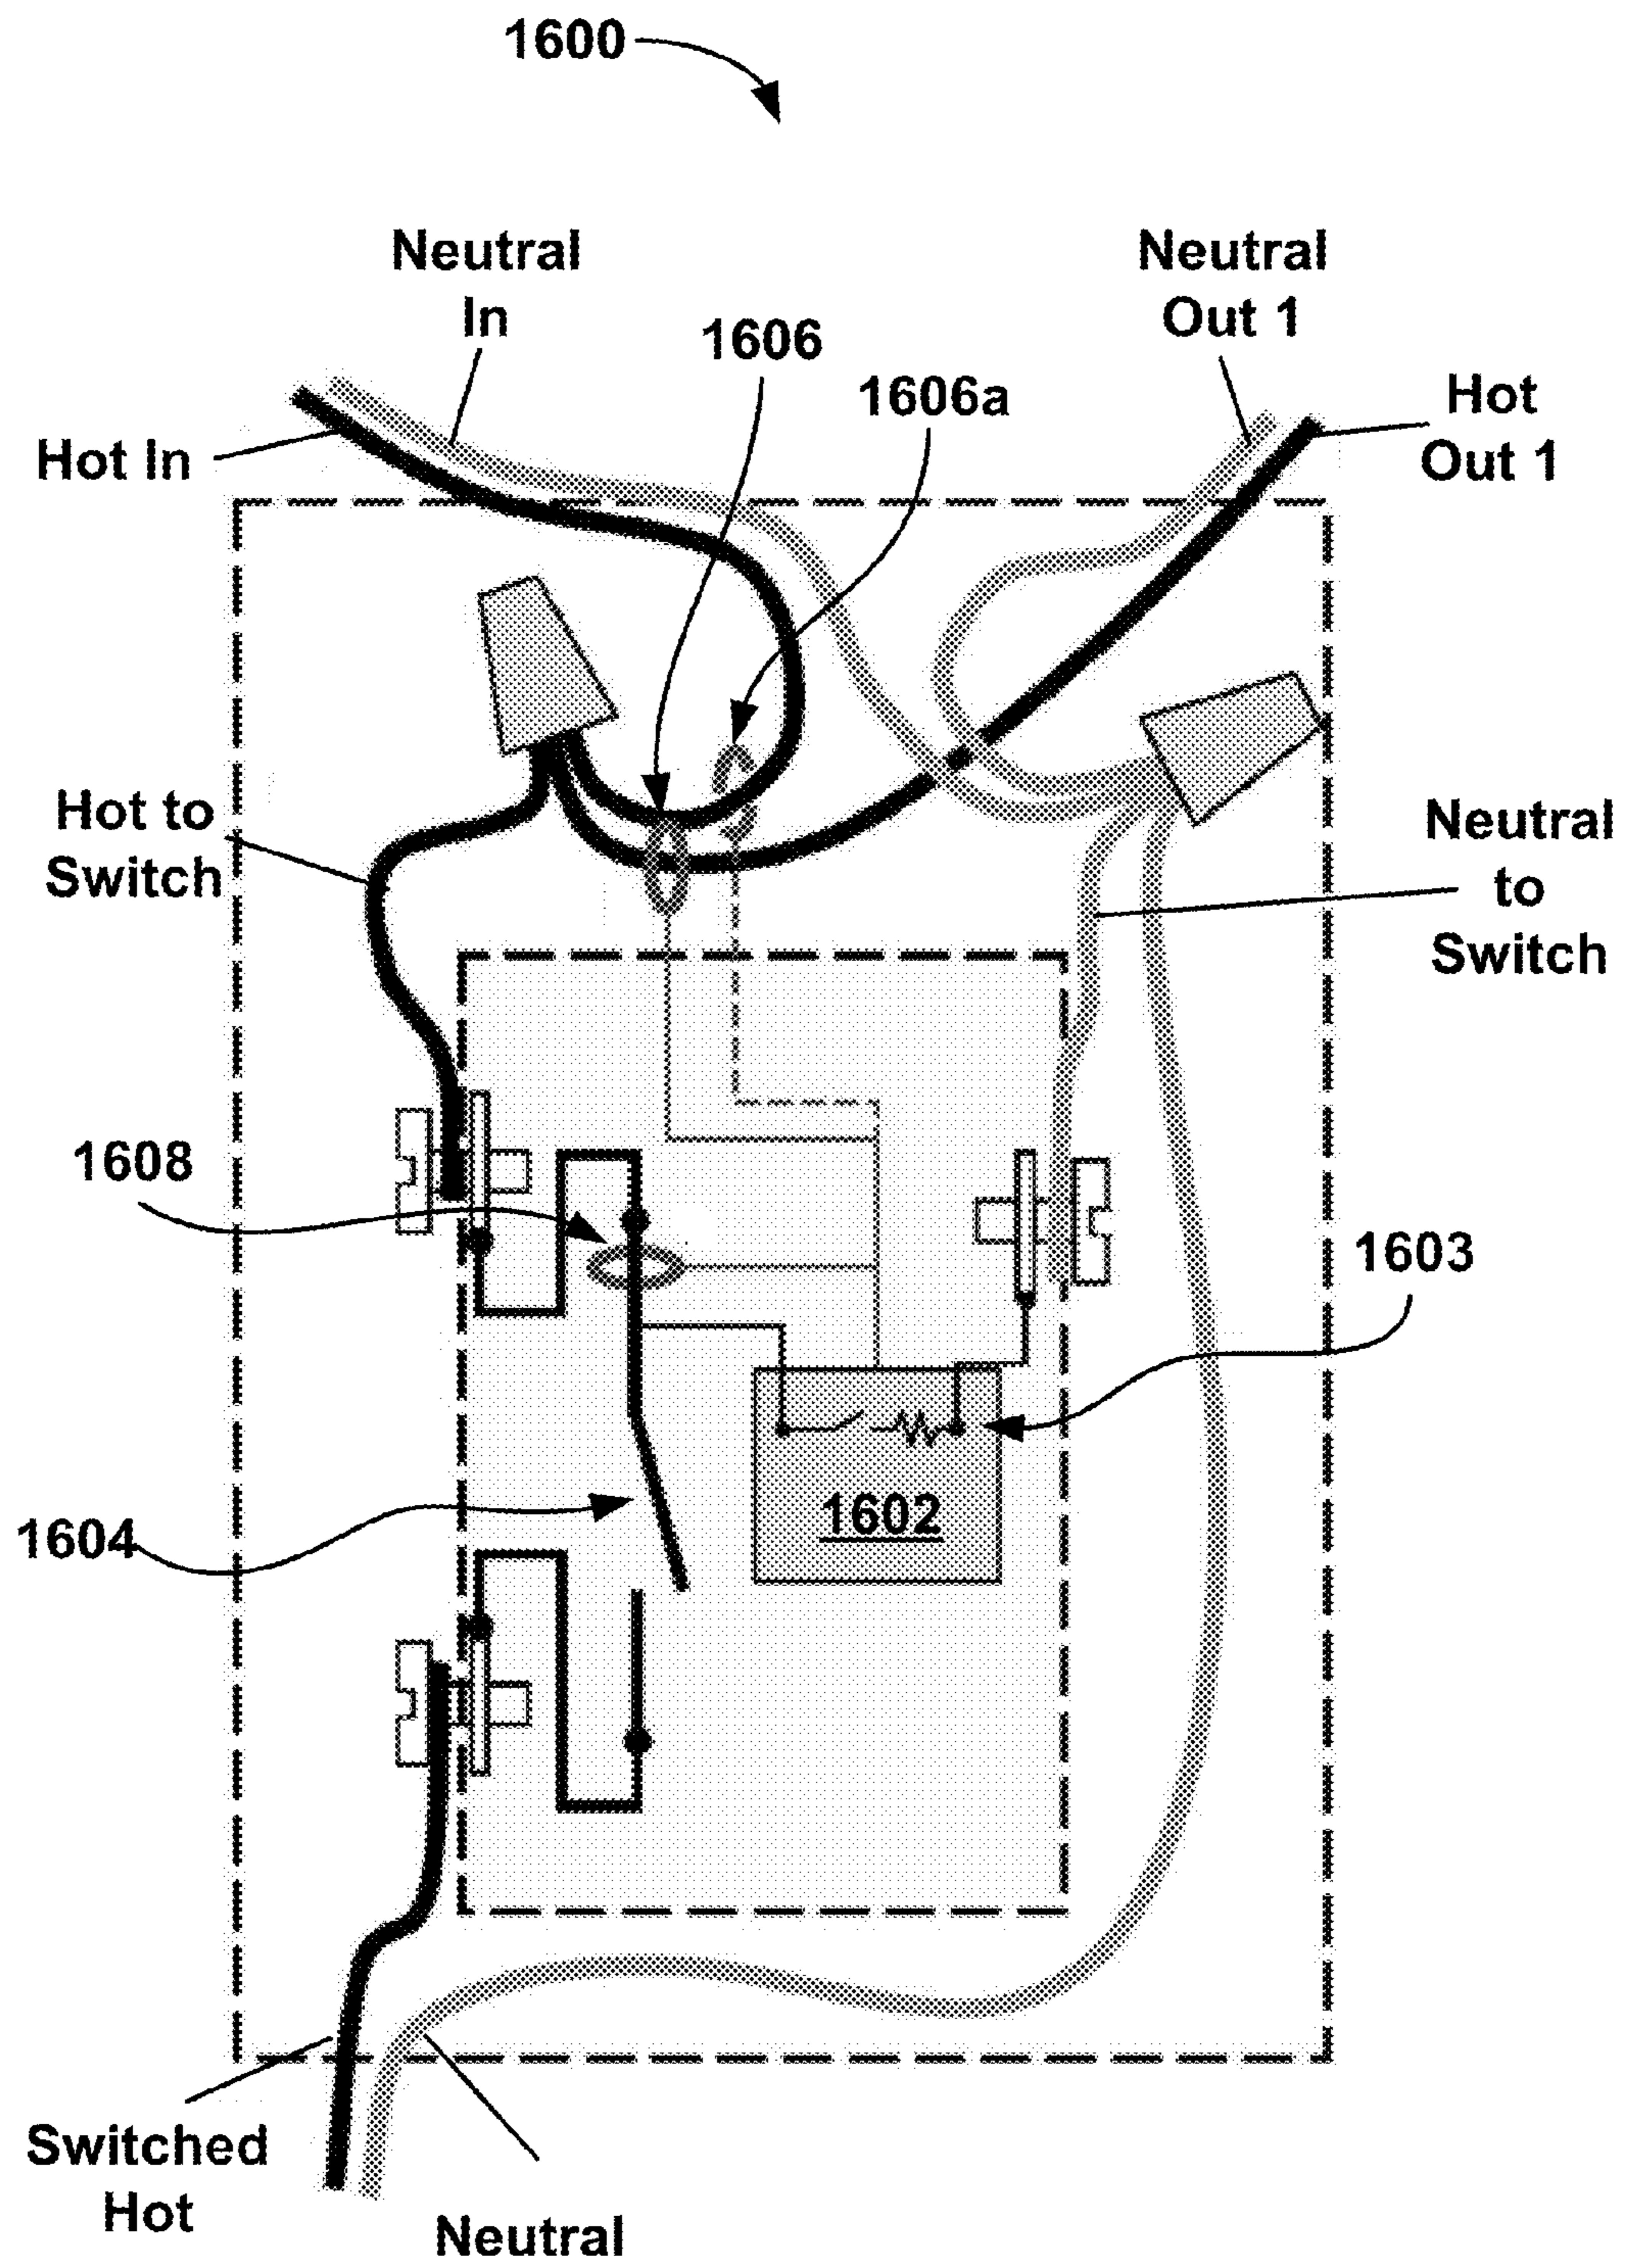 1600
Neutral
In
Neutral
Out 1
1606
1606a
Hot
Out 1
Hot In
Hot to
Switch
Neutral
to
Switch
1608
1603
1604
1602
Switched
Hot
Neutral